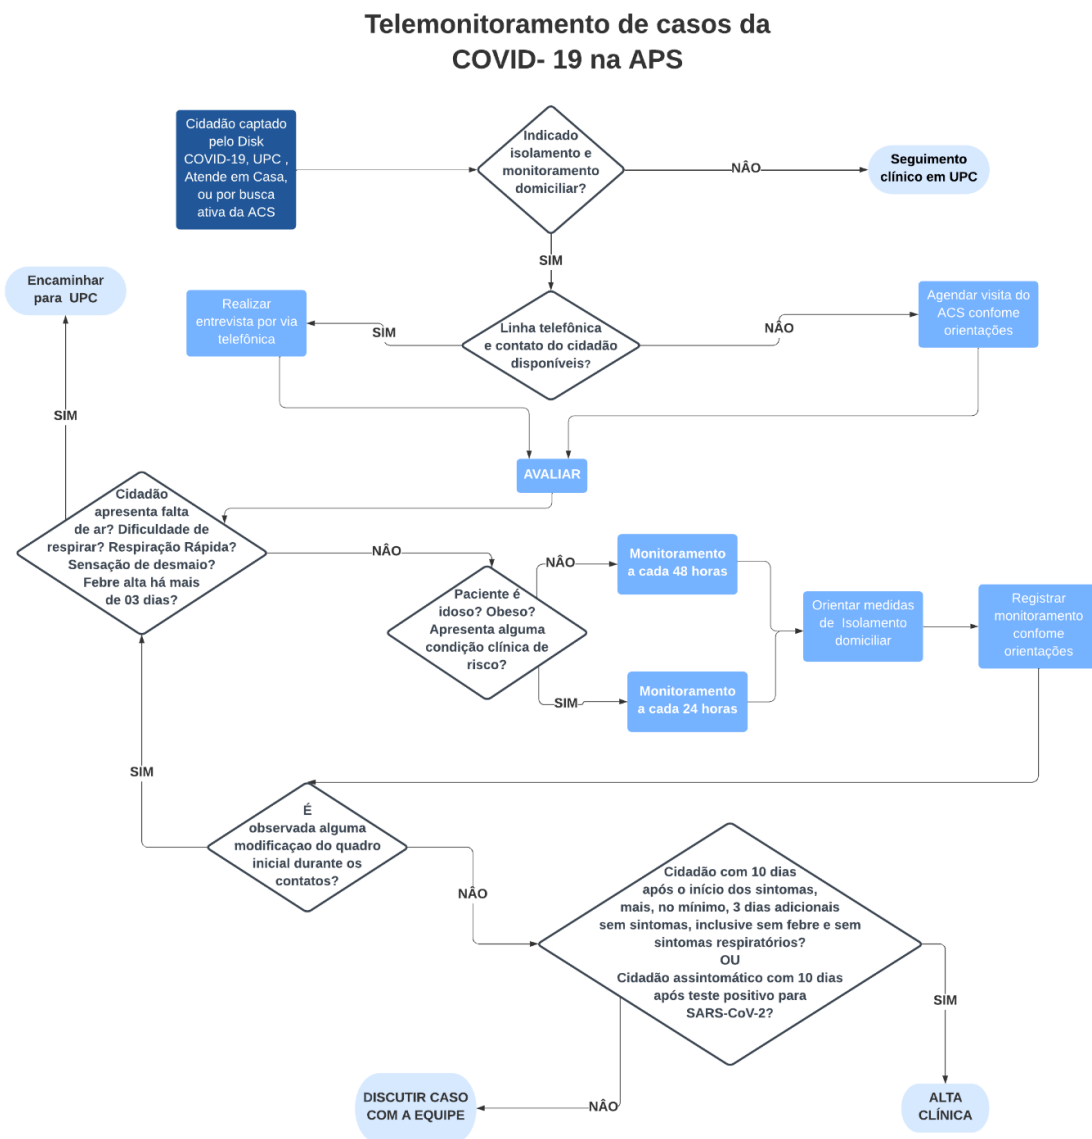 Telemonitoramento de casos da
COVID- 19 na APS
Cidadão captado
pelo Disk
COVID-19, UPC ,
Atende em Casa,
ou por busca
ativa da ACS
Indicado
isolamento e
monitoramento
domiciliar?
NÂO
Seguimento
clínico em UPC
SIM
Encaminhar
para UPC
Realizar
entrevista por via
telefônica
SIM
Linha telefônica
e contato do cidadão
disponíveis?
NÂO
Agendar visita do
ACS confome
orientações
SIM
AVALIAR
Cidadão
apresenta falta
de ar? Dificuldade de
respirar? Respiração Rápida?
Sensação de desmaio?
Febre alta há mais
de 03 dias?
NÂO
Paciente é
idoso? Obeso?
Apresenta alguma
condição clínica de
risco?
NÂO
Monitoramento
a cada 48 horas
SIM
Monitoramento
a cada 24 horas
Orientar medidas
de Isolamento
domiciliar
Registrar
monitoramento
confome
orientações
SIM
É
observada alguma
modificaçao do quadro
inicial durante os
contatos?
NÂO
Cidadão com 10 dias
após o início dos sintomas,
mais, no mínimo, 3 dias adicionais
sem sintomas, inclusive sem febre e sem
sintomas respiratórios?
OU
Cidadão assintomático com 10 dias
após teste positivo para
SARS-CoV-2?
SIM
NÂO
DISCUTIR CASO
COM A EQUIPE
ALTA
CLÍNICA